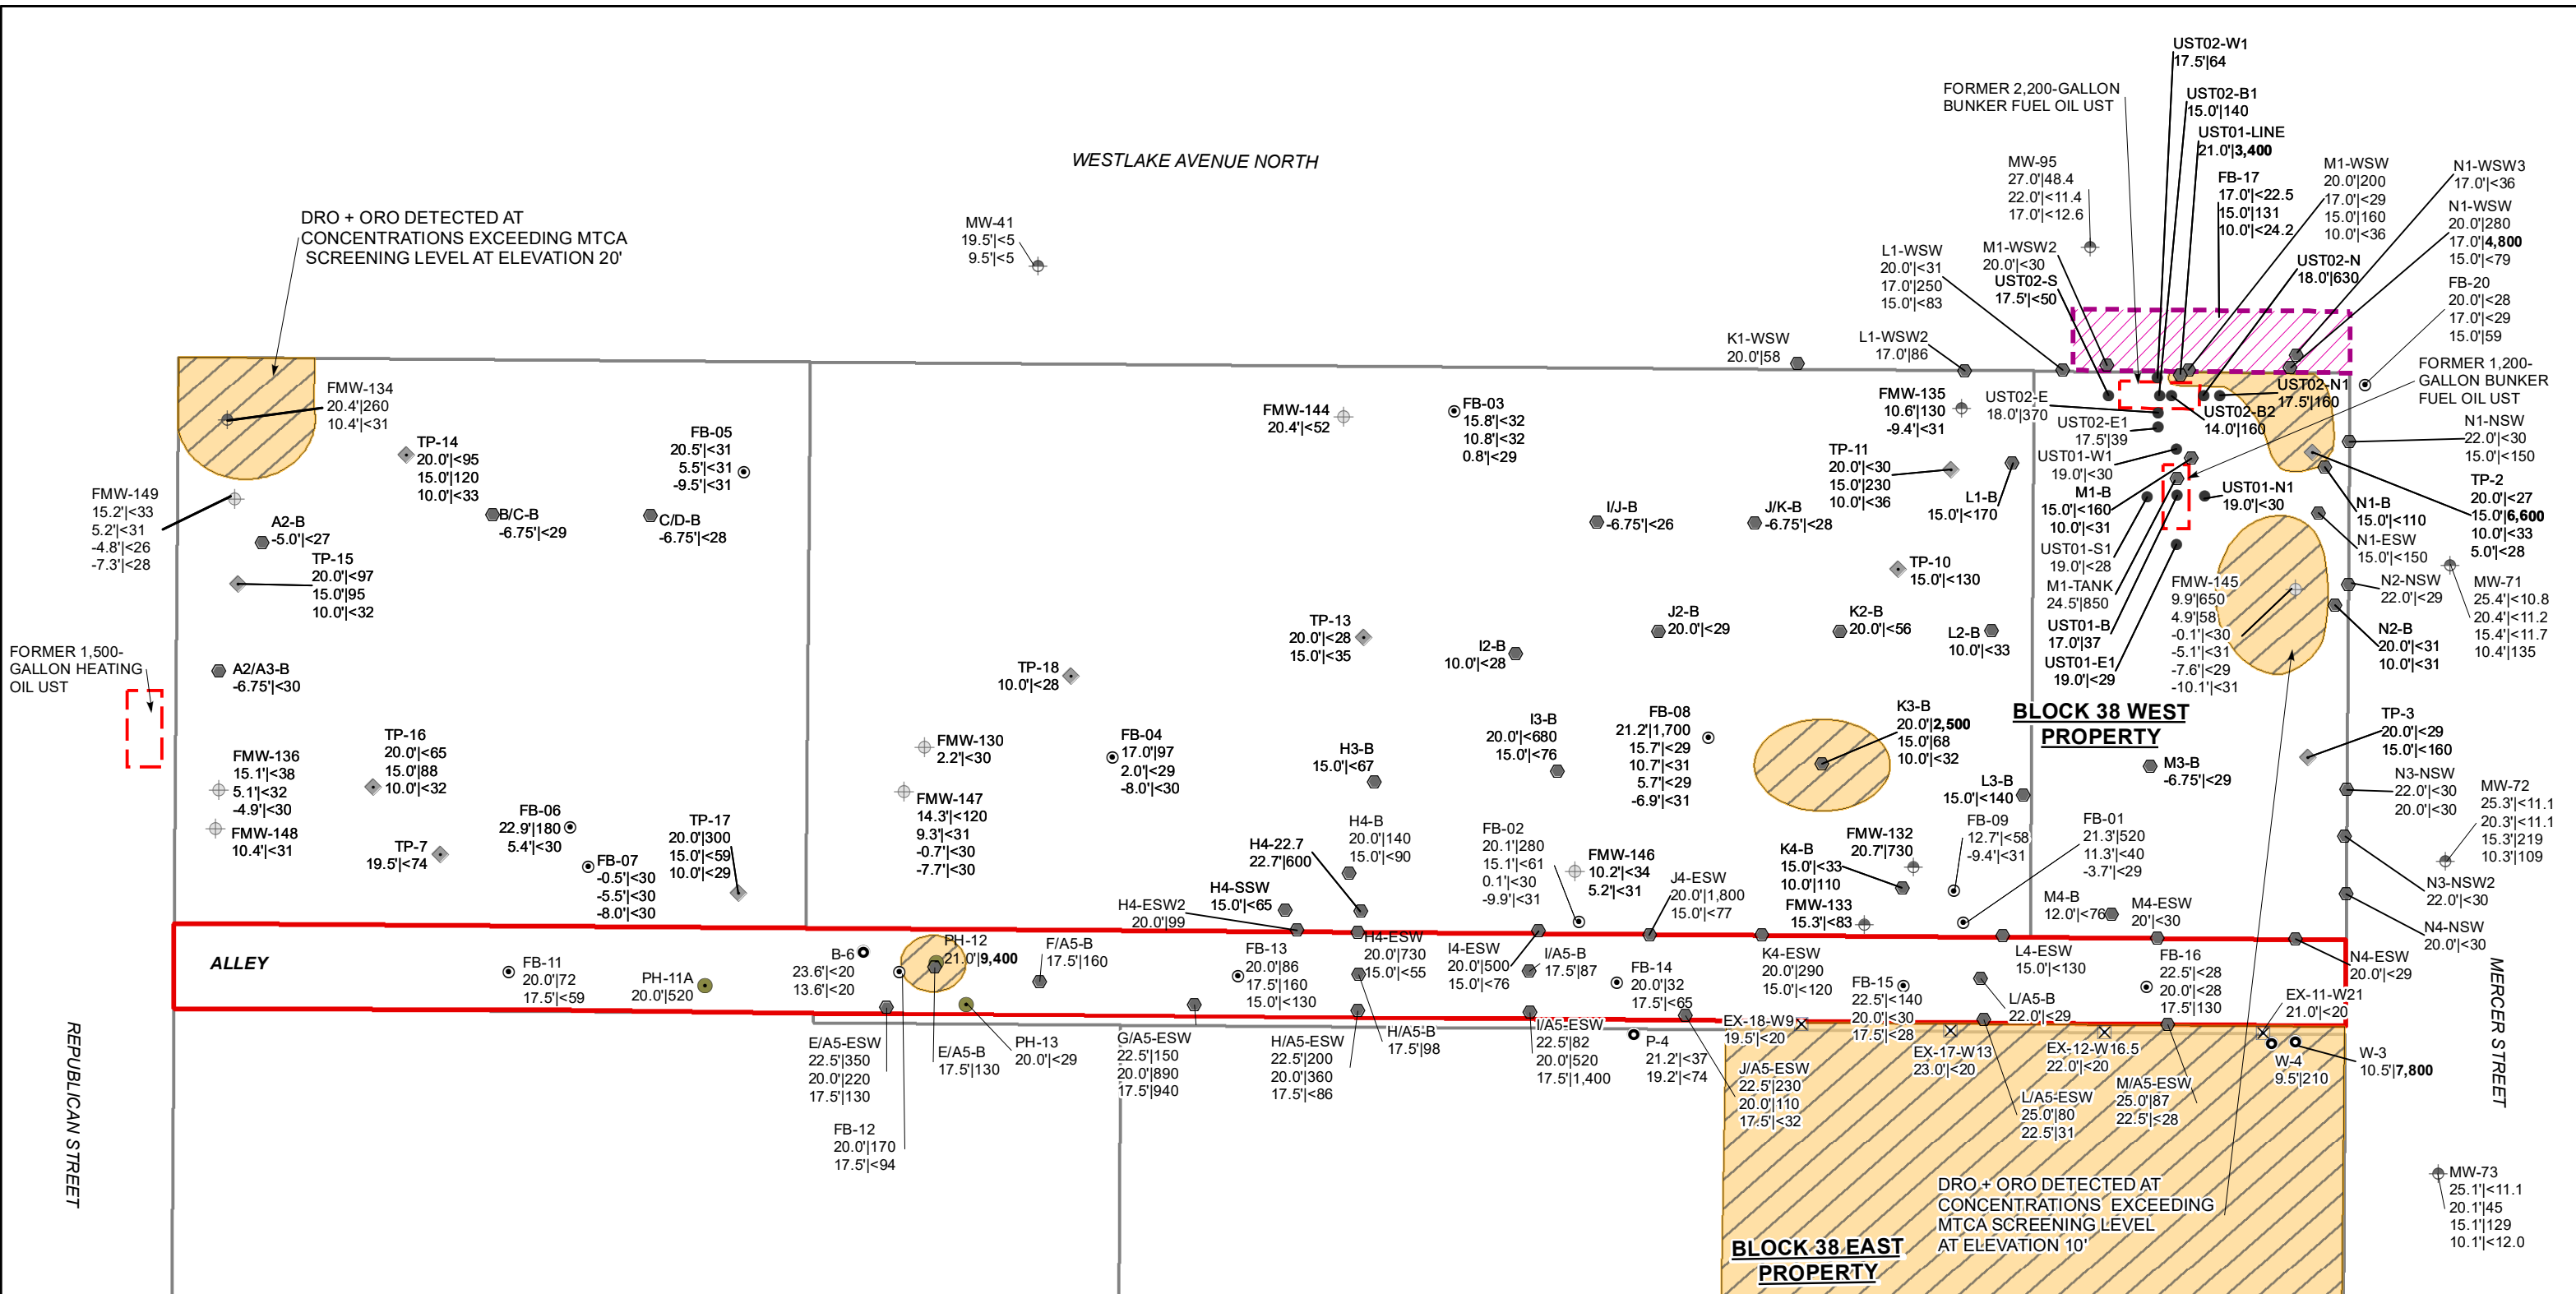 WESTLAKE AVENUE NORTH
DRO + ORO DETECTED AT
CONCENTRATIONS EXCEEDING MTCA
SCREENING LEVEL AT ELEVATION 20'
MW-41
19.5'|<5
9.5'|<5
FORMER 2,200-GALLON
BUNKER FUEL OIL UST
UST02-W1
17.5'|64
UST02-B1
15.0'|140
UST01-LINE
21.0'|3,400
FB-17
17.0'|<22.5
15.0'|131
10.0'|<24.2
MW-95
27.0'|48.4
22.0'|<11.4
17.0'|<12.6
M1-WSW
20.0'|200
17.0'|<29
15.0'|160
10.0'|<36
N1-WSW3
17.0'|<36
N1-WSW
20.0'|280
17.0'|4,800
15.0'|<79
L1-WSW
20.0'|<31
17.0'|250
15.0'|<83
M1-WSW2
20.0'|<30
UST02-S
17.5'|<50
UST02-N
18.0'|630
FB-20
20.0'|<28
17.0'|<29
15.0'|59
K1-WSW
20.0'|58
L1-WSW2
17.0'|86
FORMER 1,200-
GALLON BUNKER
FUEL OIL UST
FMW-134
20.4'|260
10.4'|<31
TP-14
20.0'|<95
15.0'|120
10.0'|<33
FB-05
20.5'|<31
5.5'|<31
-9.5'|<31
FMW-144
20.4'|<52
FB-03
15.8'|<32
10.8'|<32
0.8'|<29
FMW-135
10.6'|130
-9.4'|<31
UST02-E
18.0'|370
UST02-N1
17.5'|160
UST02-B2
14.0'|160
UST02-E1
17.5'|39
N1-NSW
22.0'|<30
15.0'|<150
TP-11
20.0'|<30
15.0'|230
10.0'|<36
UST01-W1
19.0'|<30
FMW-149
15.2'|<33
5.2'|<31
-4.8'|<26
-7.3'|<28
A2-B
-5.0'|<27
B/C-B
-6.75'|<29
C/D-B
-6.75'|<28
I/J-B
-6.75'|<26
J/K-B
-6.75'|<28
L1-B
15.0'|<170
M1-B
15.0'|<160
10.0'|<31
UST01-N1
19.0'|<30
N1-B
15.0'|<110
TP-2
20.0'|<27
15.0'|6,600
10.0'|<33
5.0'|<28
UST01-S1
19.0'|<28
N1-ESW
15.0'|<150
TP-15
20.0'|<97
15.0'|95
10.0'|<32
TP-10
15.0'|<130
M1-TANK
24.5'|850
FMW-145
9.9'|650
4.9'|58
-0.1'|<30
-5.1'|<31
-7.6'|<29
-10.1'|<31
N2-NSW
22.0'|<29
MW-71
25.4'|<10.8
20.4'|<11.2
15.4'|<11.7
10.4'|135
UST01-B
17.0'|37
UST01-E1
19.0'|<29
N2-B
20.0'|<31
10.0'|<31
TP-13
20.0'|<28
15.0'|<35
I2-B
10.0'|<28
J2-B
20.0'|<29
K2-B
20.0'|<56
L2-B
10.0'|<33
FORMER 1,500-
GALLON HEATING
OIL UST
A2/A3-B
-6.75'|<30
TP-18
10.0'|<28
BLOCK 38 WEST
PROPERTY
FMW-136
15.1'|<38
5.1'|<32
-4.9'|<30
TP-16
20.0'|<65
15.0'|88
10.0'|<32
FMW-130
2.2'|<30
FB-04
17.0'|97
2.0'|<29
-8.0'|<30
H3-B
15.0'|<67
I3-B
20.0'|<680
15.0'|<76
FB-08
21.2'|1,700
15.7'|<29
10.7'|<31
5.7'|<29
-6.9'|<31
K3-B
20.0'|2,500
15.0'|68
10.0'|<32
L3-B
15.0'|<140
M3-B
-6.75'|<29
TP-3
20.0'|<29
15.0'|<160
N3-NSW
22.0'|<30
20.0'|<30
MW-72
25.3'|<11.1
20.3'|<11.1
15.3'|219
10.3'|109
FMW-148
10.4'|<31
TP-7
19.5'|<74
FB-06
22.9'|180
5.4'|<30
FB-07
-0.5'|<30
-5.5'|<30
-8.0'|<30
TP-17
20.0'|300
15.0'|<59
10.0'|<29
FMW-147
14.3'|<120
9.3'|<31
-0.7'|<30
-7.7'|<30
H4-B
20.0'|140
15.0'|<90
H4-22.7
22.7'|600
H4-SSW
15.0'|<65
H4-ESW2
20.0'|99
FB-02
20.1'|280
15.1'|<61
0.1'|<30
-9.9'|<31
FMW-146
10.2'|<34
5.2'|<31
J4-ESW
20.0'|1,800
15.0'|<77
K4-B
15.0'|<33
10.0'|110
FMW-132
20.7'|730
FMW-133
15.3'|<83
FB-09
12.7'|<58
-9.4'|<31
FB-01
21.3'|520
11.3'|<40
-3.7'|<29
M4-B
12.0'|<76
M4-ESW
20'|<30
N3-NSW2
22.0'|<30
N4-NSW
20.0'|<30
ALLEY
FB-11
20.0'|72
17.5'|<59
PH-11A
20.0'|520
B-6
23.6'|<20
13.6'|<20
PH-12
21.0'|9,400
F/A5-B
17.5'|160
FB-13
20.0'|86
17.5'|160
15.0'|<130
H4-ESW
20.0'|730
15.0'|<55
I4-ESW
20.0'|500
15.0'|<76
I/A5-B
17.5'|87
FB-14
20.0'|32
17.5'|<65
K4-ESW
20.0'|290
15.0'|<120
FB-15
22.5'|<140
20.0'|<30
17.5'|<28
L4-ESW
15.0'|<130
L/A5-B
22.0'|<29
FB-16
22.5'|<28
20.0'|<28
17.5'|130
N4-ESW
20.0'|<29
EX-11-W21
21.0'|<20
REPUBLICAN STREET
MERCER STREET
E/A5-ESW
22.5'|350
20.0'|220
17.5'|130
E/A5-B
17.5'|130
PH-13
20.0'|<29
G/A5-ESW
22.5'|150
20.0'|890
17.5'|940
H/A5-ESW
22.5'|200
20.0'|360
17.5'|<86
H/A5-B
17.5'|98
I/A5-ESW
22.5'|82
20.0'|520
17.5'|1,400
P-4
21.2'|<37
19.2'|<74
EX-18-W9
19.5'|<20
J/A5-ESW
22.5'|230
20.0'|110
17.5'|<32
EX-17-W13
23.0'|<20
EX-12-W16.5
22.0'|<20
L/A5-ESW
25.0'|80
22.5'|31
M/A5-ESW
25.0'|87
22.5'|<28
W-4
9.5'|210
W-3
10.5'|7,800
FB-12
20.0'|170
17.5'|<94
DRO + ORO DETECTED AT
CONCENTRATIONS EXCEEDING
MTCA SCREENING LEVEL
AT ELEVATION 10'
BLOCK 38 EAST
PROPERTY
MW-73
25.1'|<11.1
20.1'|45
15.1'|129
10.1'|<12.0